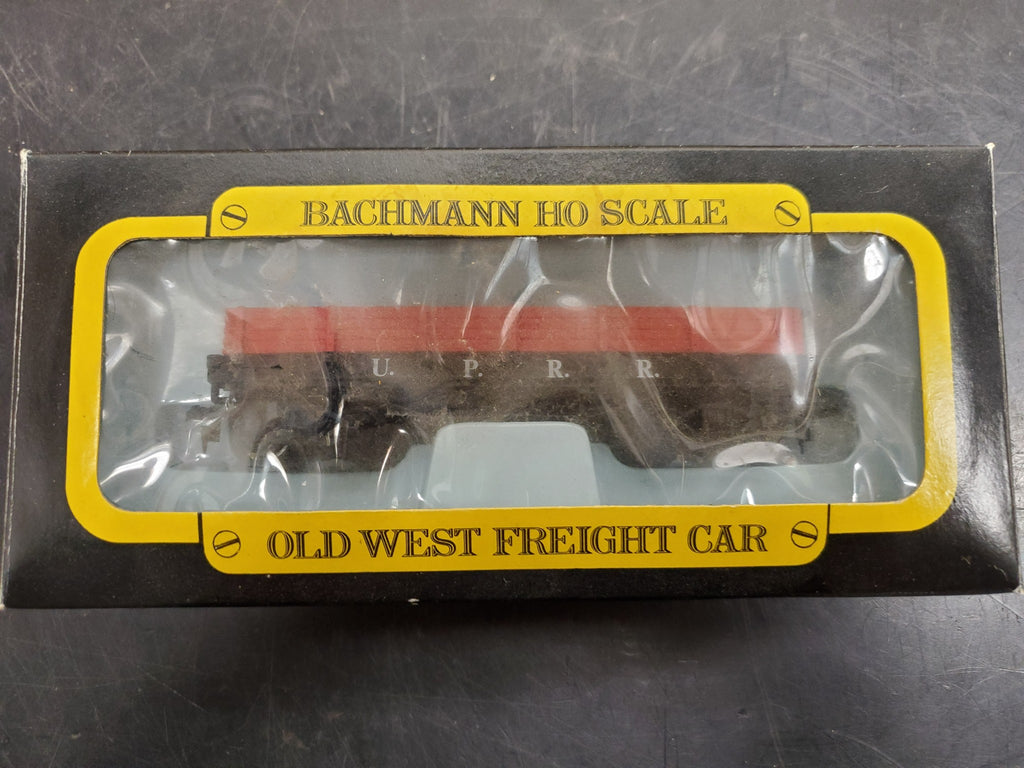 BACHMANN HO SCALE
U. P. R. R.
OLD WEST FREIGHT CAR